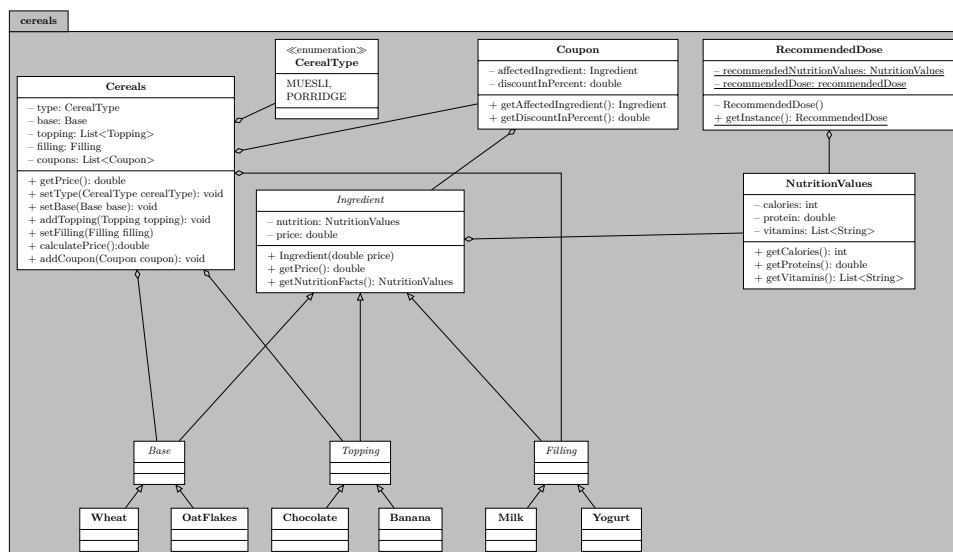 cereals
Cereals
– type: CerealType
– base: Base
– topping: List<Topping>
– filling: Filling
– coupons: List<Coupon>
+ getPrice(): double
+ setType(CerealType cerealType): void
+ setBase(Base base): void
+ addTopping(Topping topping): void
+ setFilling(Filling filling)
+ calculatePrice():double
+ addCoupon(Coupon coupon): void
≪enumeration≫
CerealType
MUESLI,
PORRIDGE
Coupon
– affectedIngredient: Ingredient
– discountInPercent: double
+ getAffectedIngredient(): Ingredient
+ getDiscountInPercent(): double
RecommendedDose
– recommendedNutritionValues: NutritionValues
– recommendedDose: recommendedDose
– RecommendedDose()
+ getInstance(): RecommendedDose
Ingredient
– nutrition: NutritionValues
– price: double
+ Ingredient(double price)
+ getPrice(): double
+ getNutritionFacts(): NutritionValues
NutritionValues
– calories: int
– protein: double
– vitamins: List<String>
+ getCalories(): int
+ getProteins(): double
+ getVitamins(): List<String>
Base
Topping
Filling
Wheat
OatFlakes
Chocolate
Banana
Milk
Yogurt